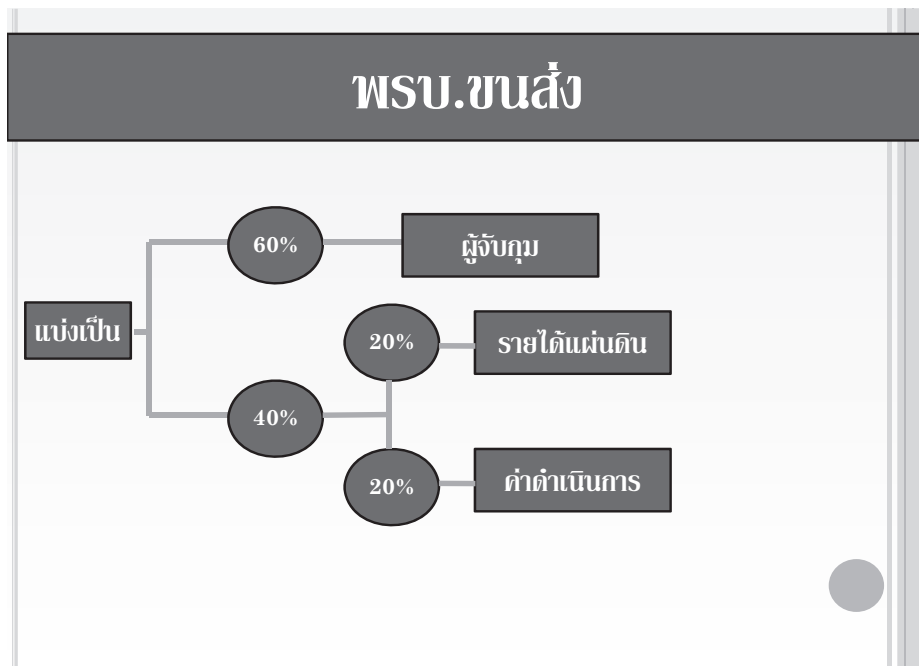 พรบ.ขนส่ง
แบ่งเป็น
60%
ผู้จับกุม
40%
20%
รายได้แผ่นดิน
20%
ค่าดำเนินการ